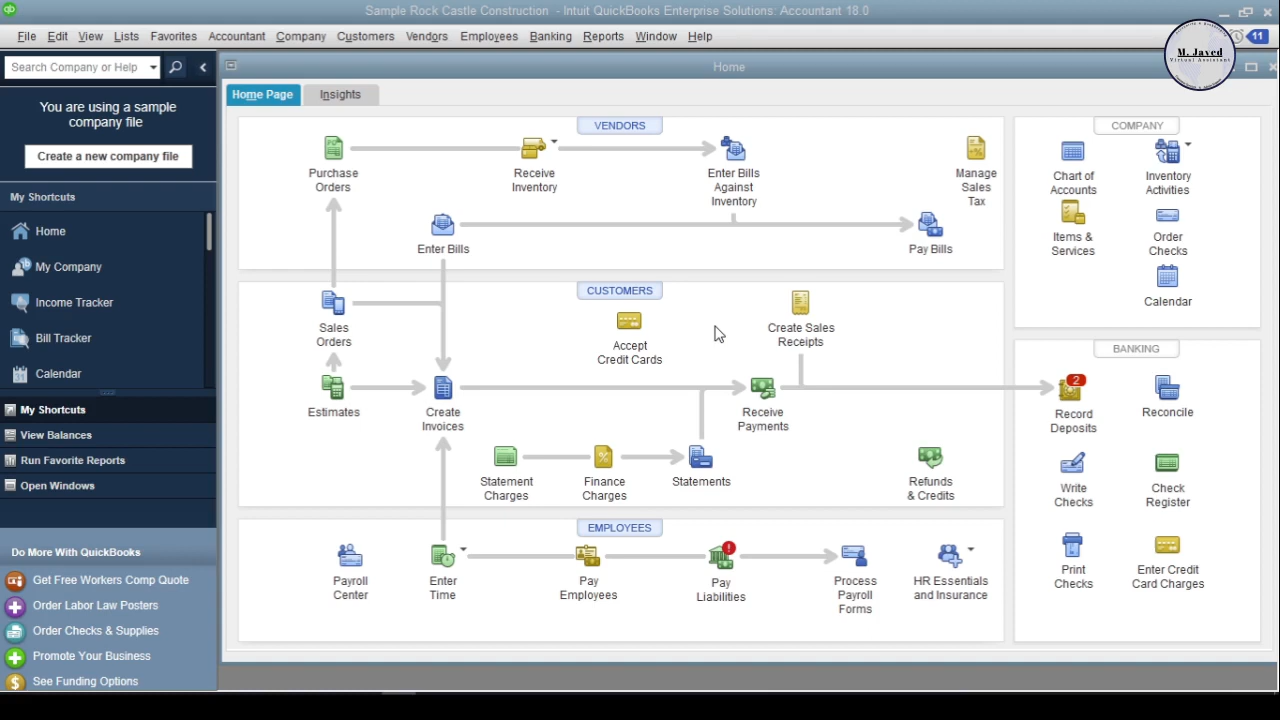 Sample Rock Castle Construction - Intuit QuickBooks Enterprise Solutions: Accountant 18.0
File Edit View Lists Favorites Accountant Company Customers Vendors Employees Banking Reports Window Help
11
M. Javed
Virtual Assistant
Search Company or Help
Home
You are using a sample
company file
Create a new company file
My Shortcuts
Home
My Company
Income Tracker
Bill Tracker
Calendar
My Shortcuts
View Balances
Run Favorite Reports
Open Windows
Do More With QuickBooks
Get Free Workers Comp Quote
Order Labor Law Posters
Order Checks & Supplies
Promote Your Business
See Funding Options
Home Page
Insights
VENDORS
Purchase
Orders
Receive
Inventory
Enter Bills
Against
Inventory
Manage
Sales
Tax
Enter Bills
Pay Bills
CUSTOMERS
Sales
Orders
Accept
Credit Cards
Create Sales
Receipts
Estimates
Create
Invoices
Receive
Payments
Statement
Charges
Finance
Charges
Statements
Refunds
& Credits
EMPLOYEES
Payroll
Center
Enter
Time
Pay
Employees
Pay
Liabilities
Process
Payroll
Forms
HR Essentials
and Insurance
COMPANY
Chart of
Accounts
Inventory
Activities
Items &
Services
Order
Checks
Calendar
BANKING
2
Record
Deposits
Reconcile
Write
Checks
Check
Register
Print
Checks
Enter Credit
Card Charges